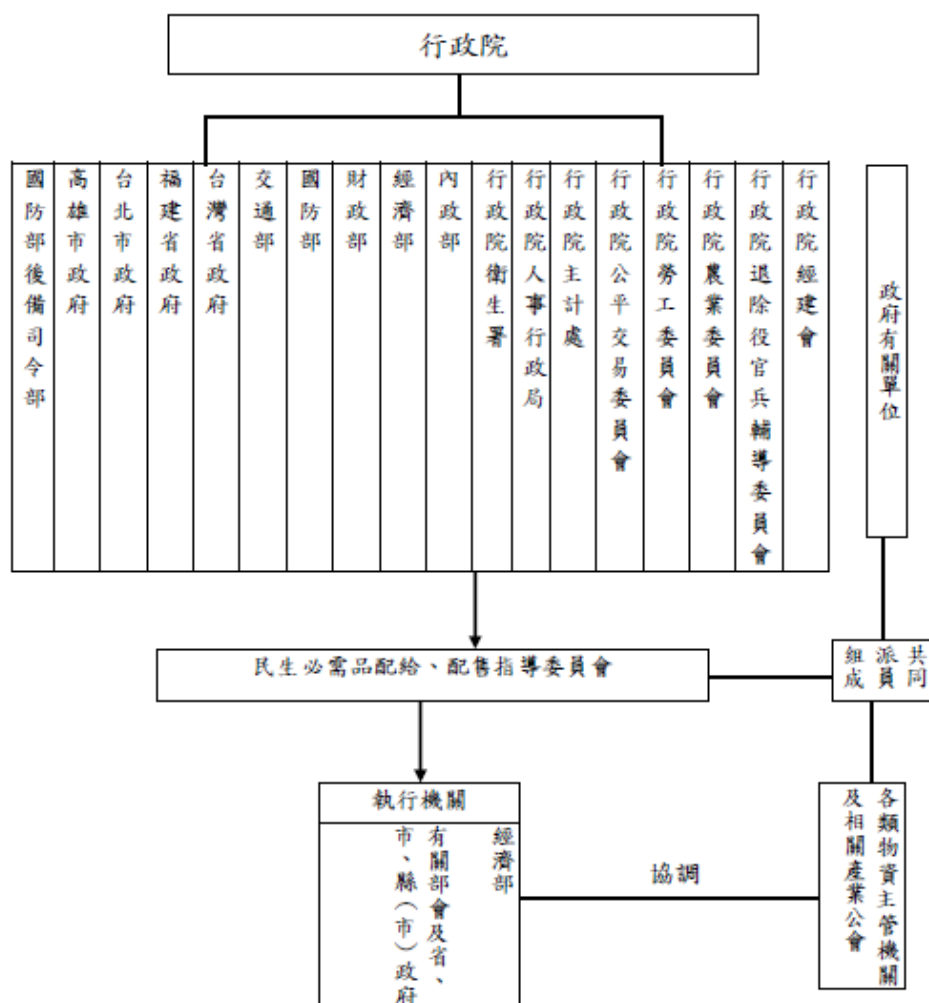 行政院
國防部後備司令部
高雄市政府
台北市政府
福建省政府
台灣省政府
交通部
國防部
財政部
經濟部
內政部
行政院衛生署
行政院人事行政局
行政院主計處
行政院公平交易委員會
行政院勞工委員會
行政院農業委員會
行政院退除役官兵輔導委員會
行政院經建會
政府有關單位
民生必需品配給、配售指導委員會
共同
派員
組成
執行機關
經濟部
有關部會及省、
市、縣（市）政府
協調
各類物資主管機關
及相關產業公會